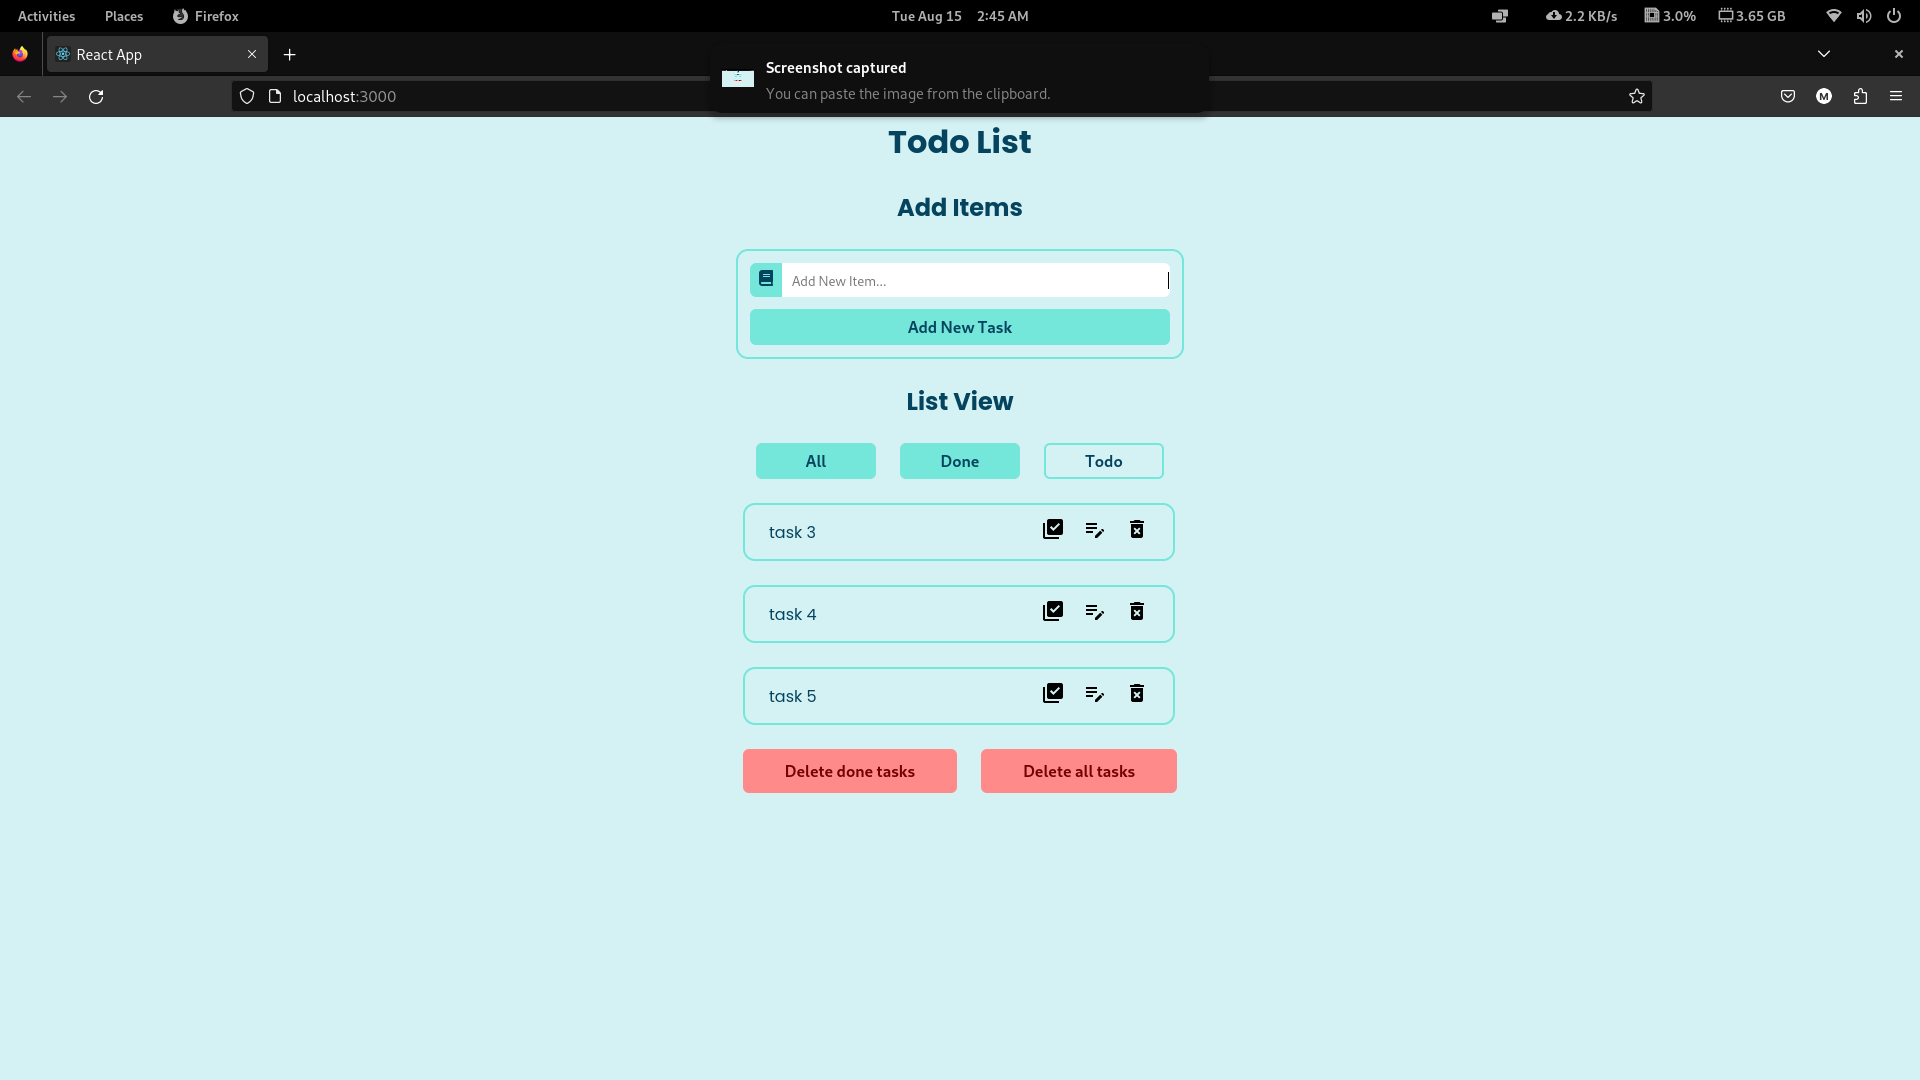 Activities Places Firefox Tue Aug 15 2:45 AM 2.2 KB/s 3.0% 3.65 GB
React App
Screenshot captured
You can paste the image from the clipboard.
localhost:3000
M
Todo List
Add Items
Add New Item...
Add New Task
List View
All Done Todo
task 3
task 4
task 5
Delete done tasks Delete all tasks